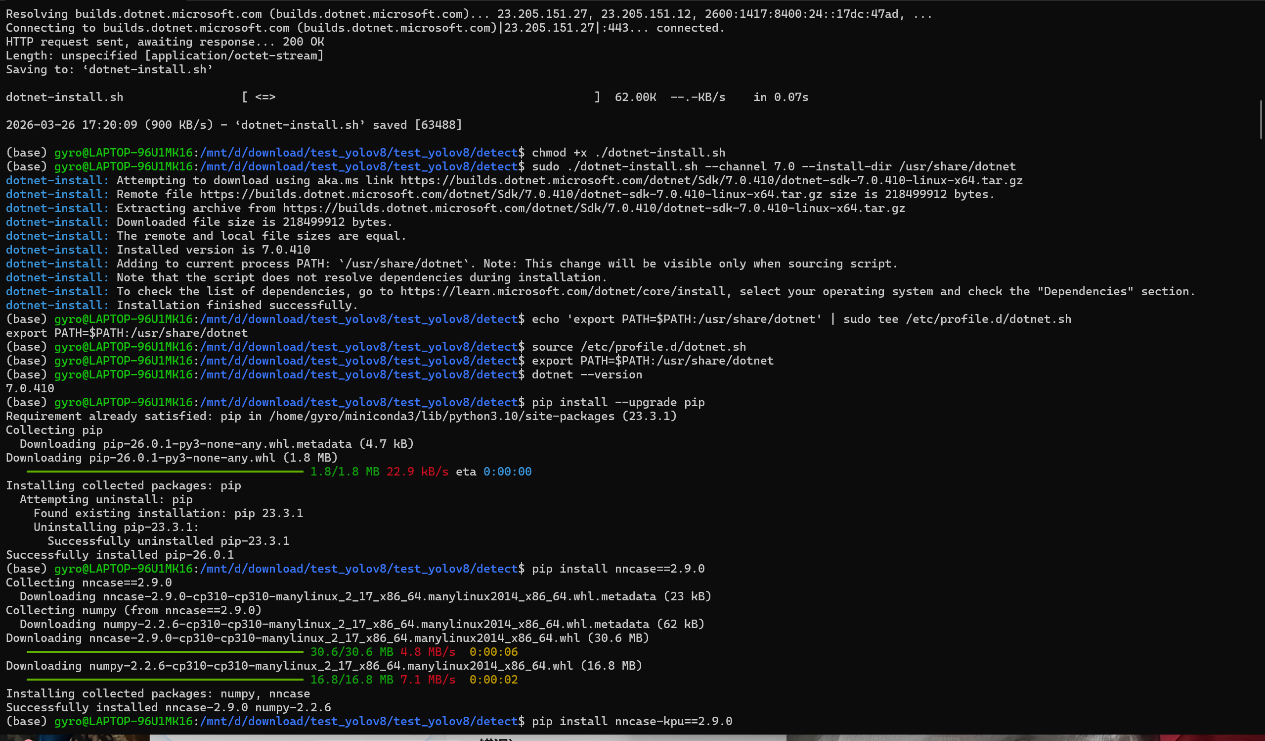 Resolving builds.dotnet.microsoft.com (builds.dotnet.microsoft.com)... 23.205.151.27, 23.205.151.12, 2600:1417:8400:24::17dc:47ad, ...
Connecting to builds.dotnet.microsoft.com (builds.dotnet.microsoft.com)|23.205.151.27|:443... connected.
HTTP request sent, awaiting response... 200 OK
Length: unspecified [application/octet-stream]
Saving to: ‘dotnet-install.sh’
dotnet-install.sh [ <=> ] 62.00K --.-KB/s in 0.07s
2026-03-26 17:20:09 (900 KB/s) - ‘dotnet-install.sh’ saved [63488]
(base) gyro@LAPTOP-96U1MK16:/mnt/d/download/test_yolov8/test_yolov8/detect$ chmod +x ./dotnet-install.sh
(base) gyro@LAPTOP-96U1MK16:/mnt/d/download/test_yolov8/test_yolov8/detect$ sudo ./dotnet-install.sh --channel 7.0 --install-dir /usr/share/dotnet
dotnet-install: Attempting to download using aka.ms link https://builds.dotnet.microsoft.com/dotnet/Sdk/7.0.410/dotnet-sdk-7.0.410-linux-x64.tar.gz
dotnet-install: Remote file https://builds.dotnet.microsoft.com/dotnet/Sdk/7.0.410/dotnet-sdk-7.0.410-linux-x64.tar.gz size is 218499912 bytes.
dotnet-install: Extracting archive from https://builds.dotnet.microsoft.com/dotnet/Sdk/7.0.410/dotnet-sdk-7.0.410-linux-x64.tar.gz
dotnet-install: Downloaded file size is 218499912 bytes.
dotnet-install: The remote and local file sizes are equal.
dotnet-install: Installed version is 7.0.410
dotnet-install: Adding to current process PATH: `/usr/share/dotnet`. Note: This change will be visible only when sourcing script.
dotnet-install: Note that the script does not resolve dependencies during installation.
dotnet-install: To check the list of dependencies, go to https://learn.microsoft.com/dotnet/core/install, select your operating system and check the "Dependencies" section.
dotnet-install: Installation finished successfully.
(base) gyro@LAPTOP-96U1MK16:/mnt/d/download/test_yolov8/test_yolov8/detect$ echo 'export PATH=$PATH:/usr/share/dotnet' | sudo tee /etc/profile.d/dotnet.sh
export PATH=$PATH:/usr/share/dotnet
(base) gyro@LAPTOP-96U1MK16:/mnt/d/download/test_yolov8/test_yolov8/detect$ source /etc/profile.d/dotnet.sh
(base) gyro@LAPTOP-96U1MK16:/mnt/d/download/test_yolov8/test_yolov8/detect$ export PATH=$PATH:/usr/share/dotnet
(base) gyro@LAPTOP-96U1MK16:/mnt/d/download/test_yolov8/test_yolov8/detect$ dotnet --version
7.0.410
(base) gyro@LAPTOP-96U1MK16:/mnt/d/download/test_yolov8/test_yolov8/detect$ pip install --upgrade pip
Requirement already satisfied: pip in /home/gyro/miniconda3/lib/python3.10/site-packages (23.3.1)
Collecting pip
Downloading pip-26.0.1-py3-none-any.whl.metadata (4.7 kB)
Downloading pip-26.0.1-py3-none-any.whl (1.8 MB)
1.8/1.8 MB 22.9 kB/s eta 0:00:00
Installing collected packages: pip
Attempting uninstall: pip
Found existing installation: pip 23.3.1
Uninstalling pip-23.3.1:
Successfully uninstalled pip-23.3.1
Successfully installed pip-26.0.1
(base) gyro@LAPTOP-96U1MK16:/mnt/d/download/test_yolov8/test_yolov8/detect$ pip install nncase==2.9.0
Collecting nncase==2.9.0
Downloading nncase-2.9.0-cp310-cp310-manylinux_2_17_x86_64.manylinux2014_x86_64.whl.metadata (23 kB)
Collecting numpy (from nncase==2.9.0)
Downloading numpy-2.2.6-cp310-cp310-manylinux_2_17_x86_64.manylinux2014_x86_64.whl.metadata (62 kB)
Downloading nncase-2.9.0-cp310-cp310-manylinux_2_17_x86_64.manylinux2014_x86_64.whl (30.6 MB)
30.6/30.6 MB 4.8 MB/s 0:00:06
Downloading numpy-2.2.6-cp310-cp310-manylinux_2_17_x86_64.manylinux2014_x86_64.whl (16.8 MB)
16.8/16.8 MB 7.1 MB/s 0:00:02
Installing collected packages: numpy, nncase
Successfully installed nncase-2.9.0 numpy-2.2.6
(base) gyro@LAPTOP-96U1MK16:/mnt/d/download/test_yolov8/test_yolov8/detect$ pip install nncase-kpu==2.9.0